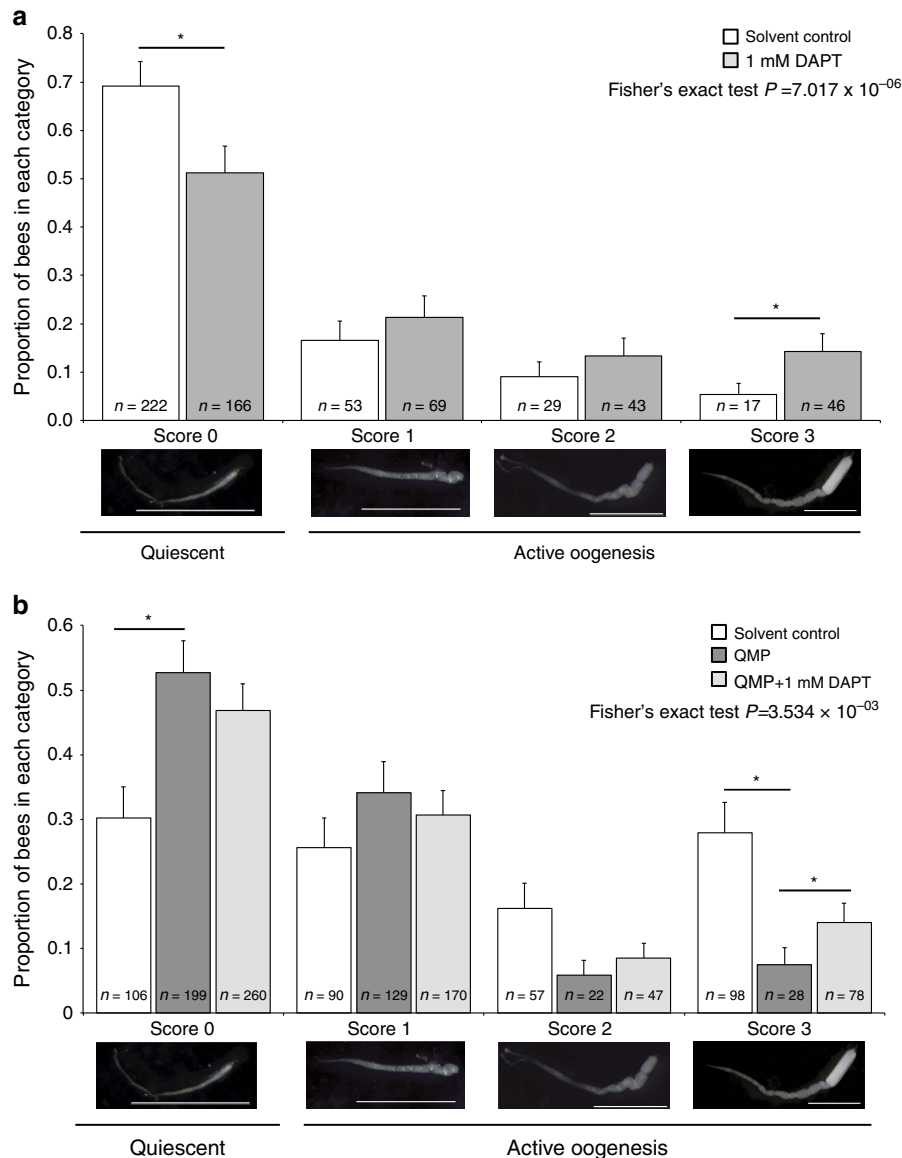 a
Proportion of bees in each category
0.8
0.7
0.6
0.5
0.4
0.3
0.2
0.1
0.0
*
*
Solvent control
1 mM DAPT
Fisher's exact test P =7.017 x 10–06
n = 222
n = 166
n = 53
n = 69
n = 29
n = 43
n = 17
n = 46
Score 0
Score 1
Score 2
Score 3
Quiescent
Active oogenesis
b
Proportion of bees in each category
0.6
0.5
0.4
0.3
0.2
0.1
0
*
*
*
Solvent control
QMP
QMP+1 mM DAPT
Fisher's exact test P=3.534 × 10–03
n = 106
n = 199
n = 260
n = 90
n = 129
n = 170
n = 57
n = 22
n = 47
n = 98
n = 28
n = 78
Score 0
Score 1
Score 2
Score 3
Quiescent
Active oogenesis